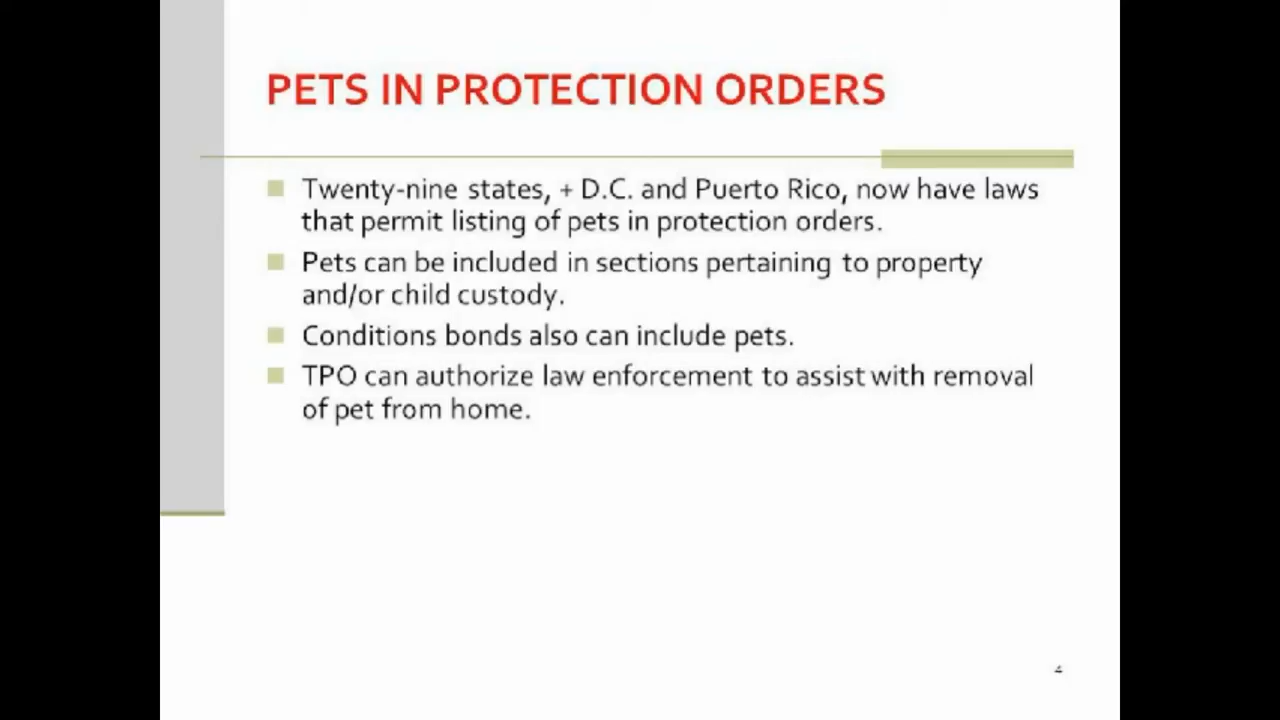 PETS IN PROTECTION ORDERS
Twenty-nine states, + D.C. and Puerto Rico, now have laws
that permit listing of pets in protection orders.
Pets can be included in sections pertaining to property
and/or child custody.
Conditions bonds also can include pets.
TPO can authorize law enforcement to assist with removal
of pet from home.
4